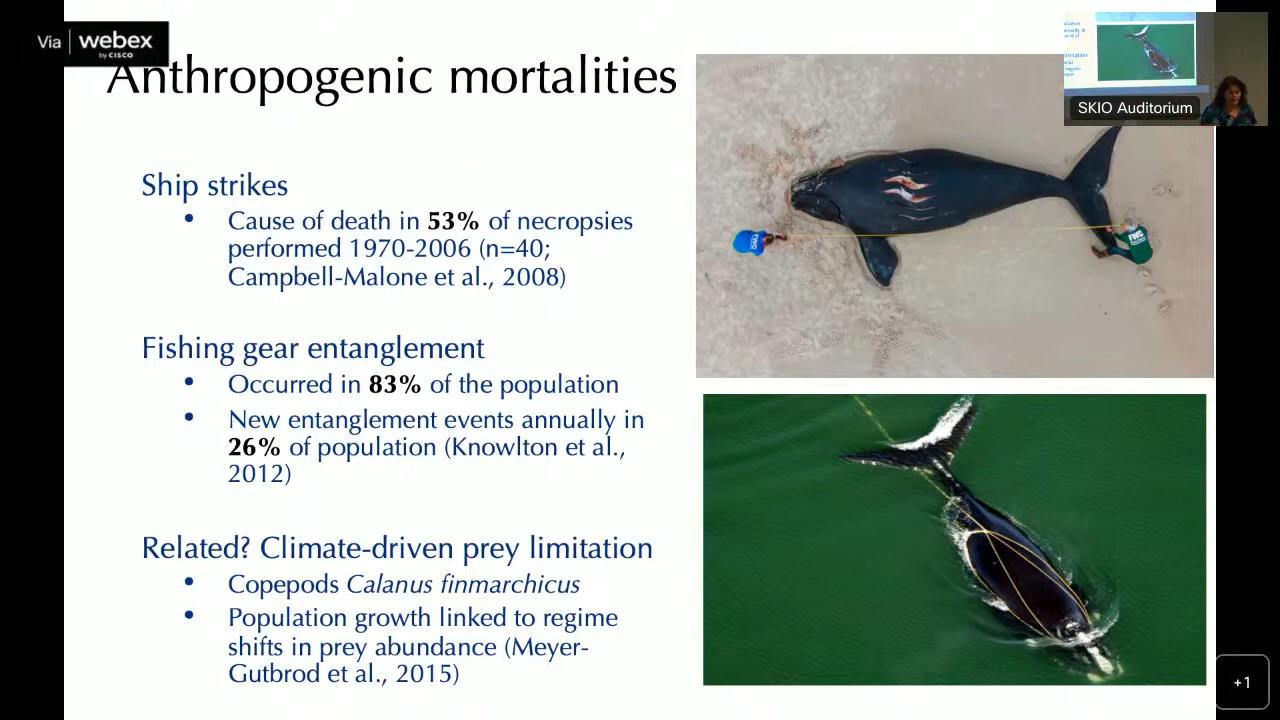 Via webex
by CISCO
Anthropogenic mortalities
SKIO Auditorium
Ship strikes
• Cause of death in 53% of necropsies
performed 1970-2006 (n=40;
Campbell-Malone et al., 2008)
Fishing gear entanglement
• Occurred in 83% of the population
• New entanglement events annually in
26% of population (Knowlton et al.,
2012)
Related? Climate-driven prey limitation
• Copepods Calanus finmarchicus
• Population growth linked to regime
shifts in prey abundance (Meyer-
Gutbrod et al., 2015)
FWC
+1